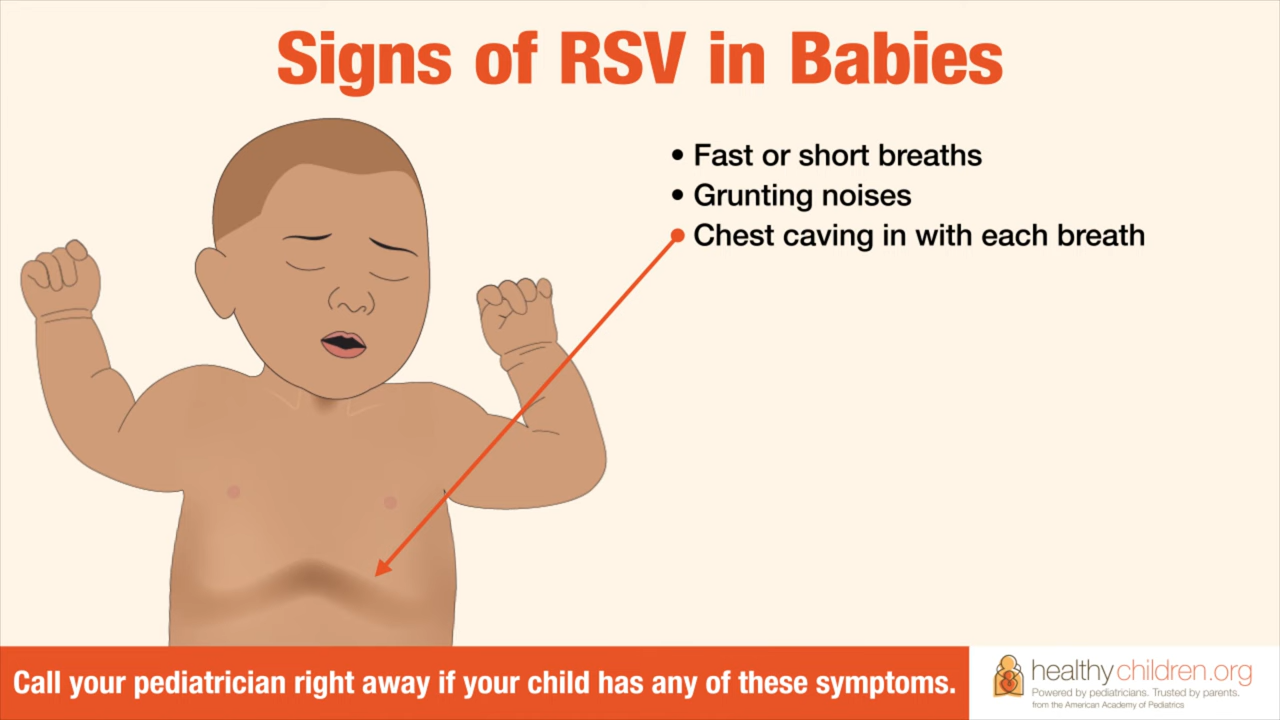 Signs of RSV in Babies
• Fast or short breaths
• Grunting noises
• Chest caving in with each breath
Call your pediatrician right away if your child has any of these symptoms.
healthychildren.org
Powered by pediatricians. Trusted by parents.
from the American Academy of Pediatrics